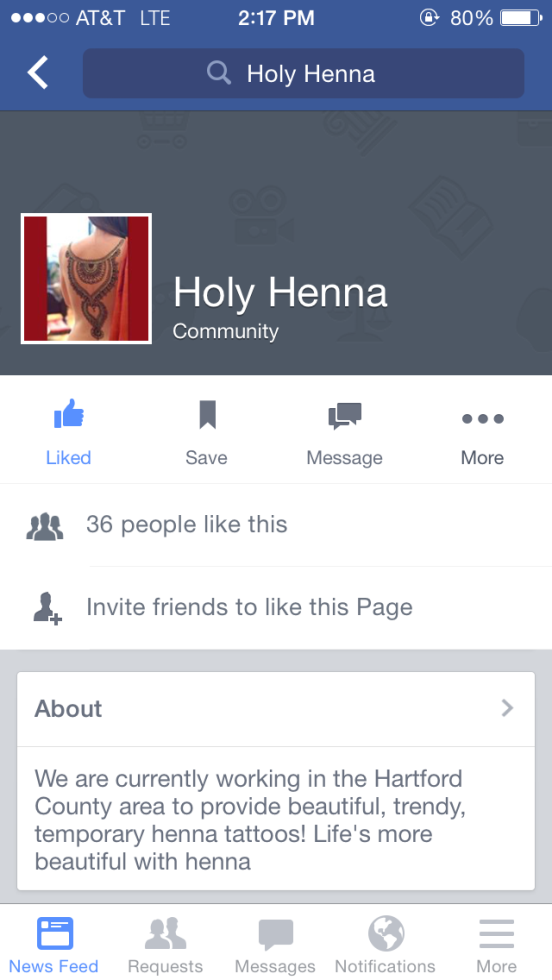 AT&T LTE 2:17 PM 80%
Holy Henna
Holy Henna
Community
Liked Save Message More
36 people like this
Invite friends to like this Page
About
We are currently working in the Hartford
County area to provide beautiful, trendy,
temporary henna tattoos! Life's more
beautiful with henna
News Feed Requests Messages Notifications More